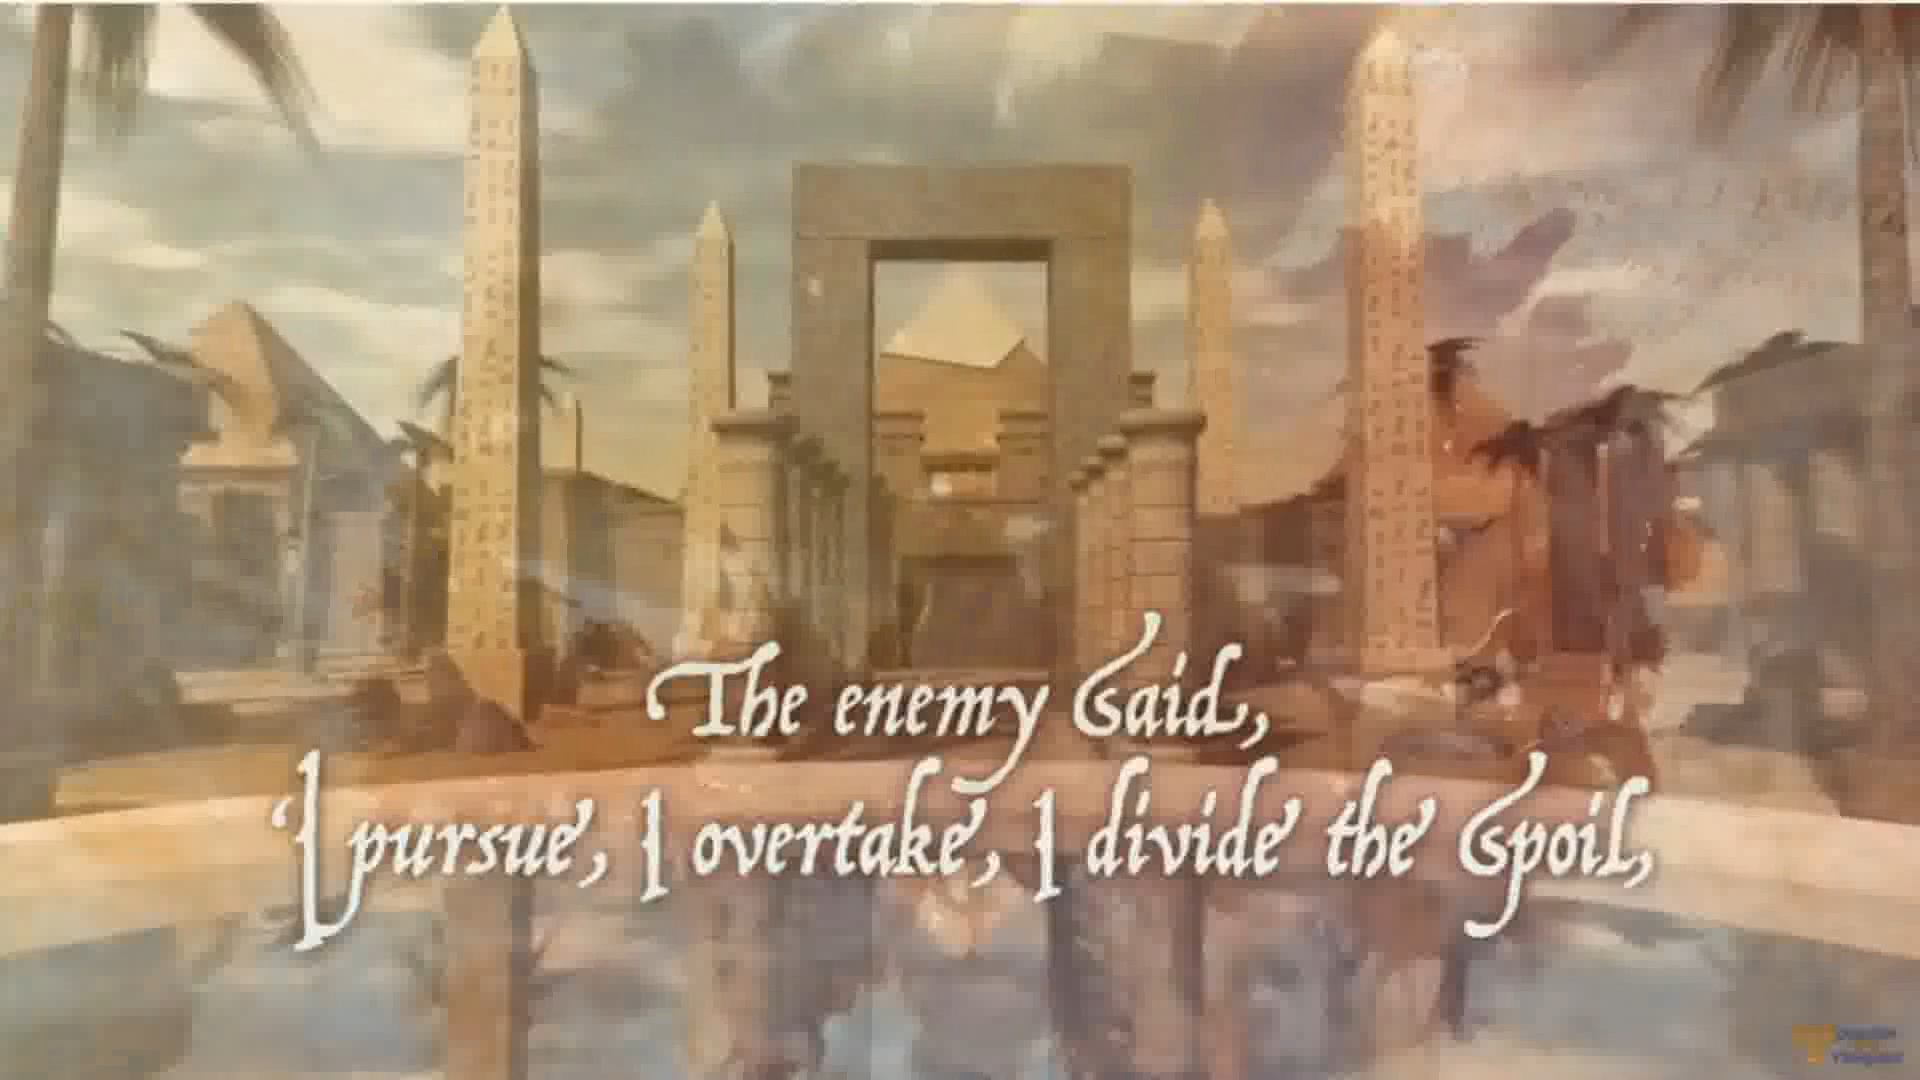 The enemy said,
I pursue, I overtake, I divide the spoil,